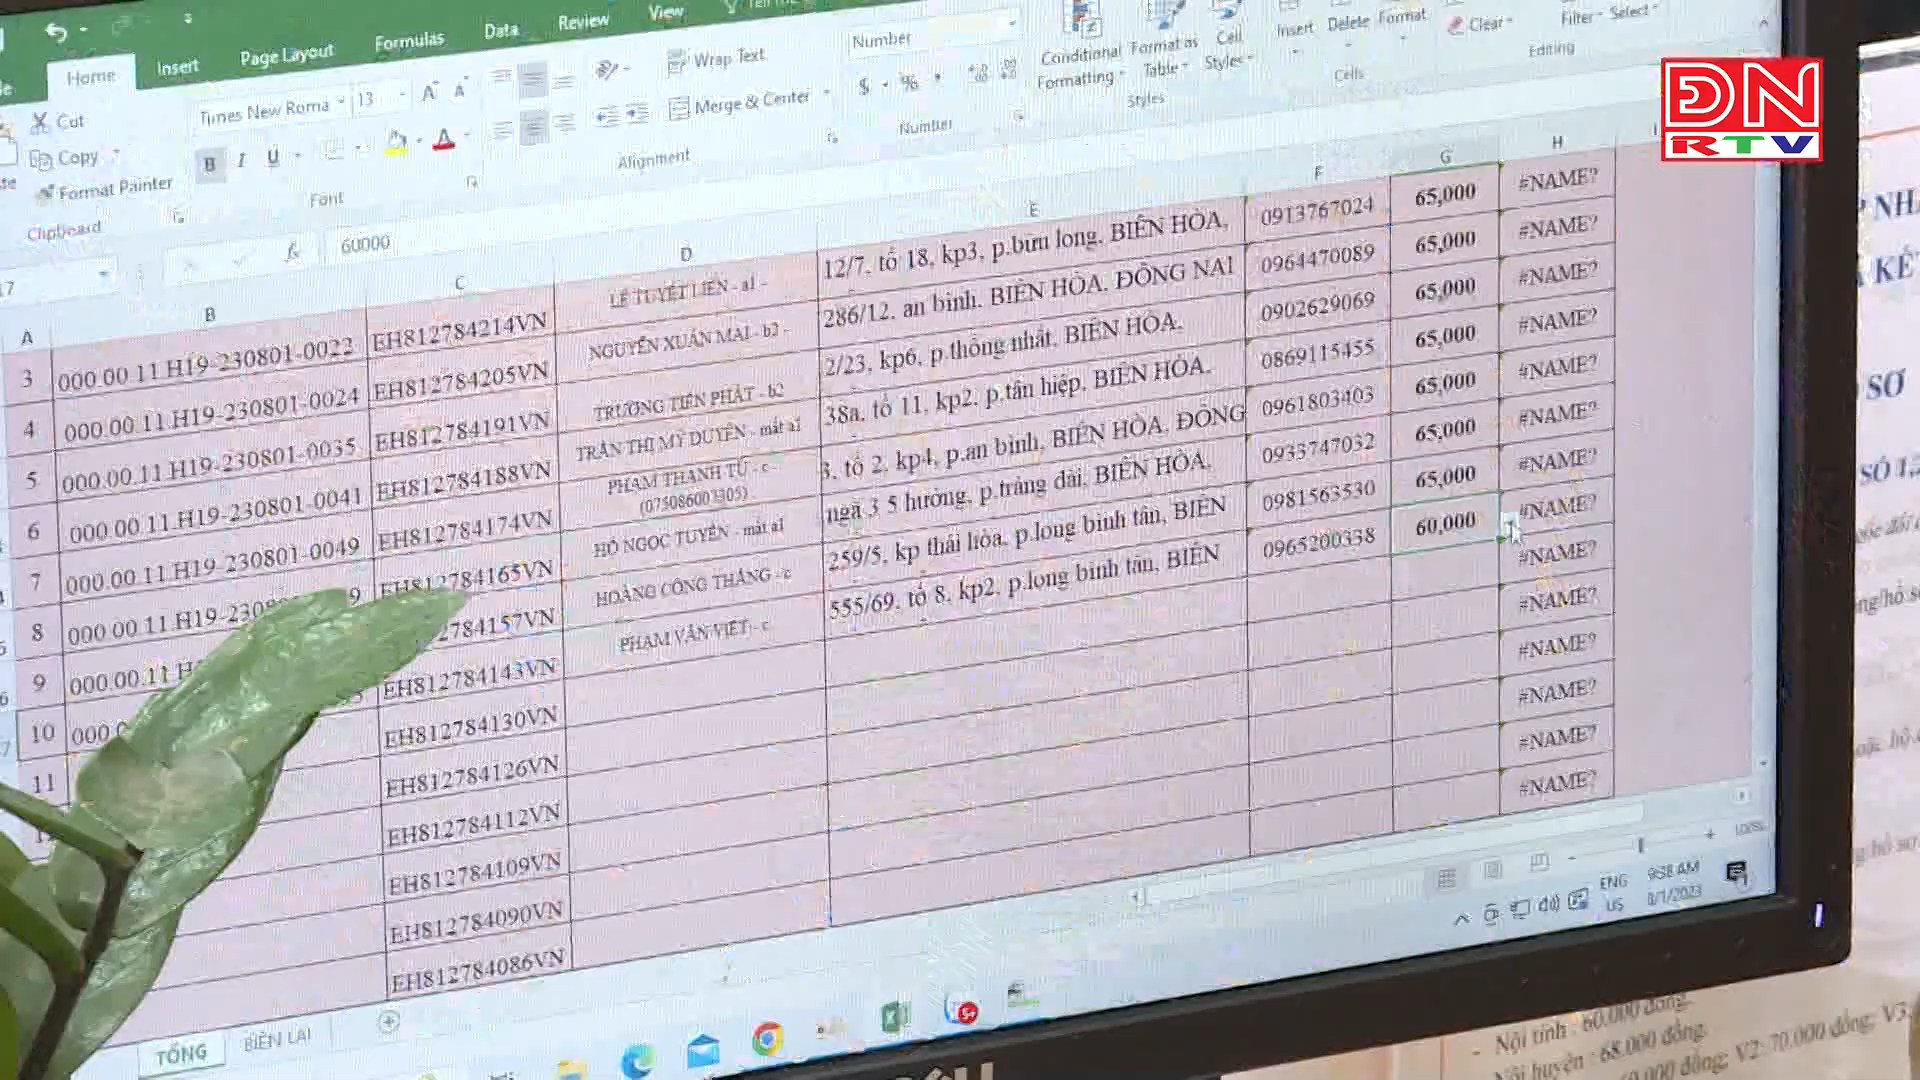 Home
Insert
Page Layout
Formulas
Data
Review
View
Cut
Copy
Format Painter
Clipboard
Times New Roma
13
B I U
Font
Wrap Text
Merge & Center
Alignment
Number
$ %
Number
Conditional Formatting
Format as Table
Cell Styles
Styles
Insert
Delete
Format
Cells
Clear
Filter
Select
Editing
ĐN
RTV
fx
60000
A B C D E F G H
3 000.00.11.H19-230801-0022 EH812784214VN LÊ TUYẾT LIÊN - a1 - 12/7, tổ 18, kp3, p.bửu long, BIÊN HÒA, 0913767024 65,000 #NAME?
4 000.00.11.H19-230801-0024 EH812784205VN NGUYỄN XUÂN MAI - b2 - 286/12, an bình, BIÊN HÒA, ĐỒNG NAI 0964470089 65,000 #NAME?
5 000.00.11.H19-230801-0035 EH812784191VN TRƯƠNG TIẾN PHÁT - b2 2/23, kp6, p.thống nhất, BIÊN HÒA, 0902629069 65,000 #NAME?
6 000.00.11.H19-230801-0041 EH812784188VN TRẦN THỊ MỸ DUYÊN - mất a1 38a, tổ 11, kp2, p.tân hiệp, BIÊN HÒA, 0869115455 65,000 #NAME?
7 000.00.11.H19-230801-0049 EH812784174VN PHẠM THANH TÚ - c - (075086003305) 3, tổ 2, kp4, p.an bình, BIÊN HÒA, ĐỒNG 0961803403 65,000 #NAME?
8 000.00.11.H19-2308 9 EH812784165VN HỒ NGỌC TUYỀN - mất a1 ngã 3 5 hưởng, p.trảng dài, BIÊN HÒA, 0933747032 65,000 #NAME?
9 000.00.11.H 784157VN HOÀNG CÔNG THẮNG - c 259/5, kp thái hòa, p.long bình tân, BIÊN 0981563530 65,000 #NAME?
10 000 EH812784143VN PHẠM VĂN VIẾT - c 555/69, tổ 8, kp2, p.long bình tân, BIÊN 0965200338 60,000 #NAME?
11 EH812784130VN #NAME?
EH812784126VN #NAME?
EH812784112VN #NAME?
EH812784109VN #NAME?
EH812784090VN #NAME?
EH812784086VN #NAME?
TỔNG
BIÊN LAI
ENG
US
9:38 AM
8/1/2023
SƠ
- Nội tỉnh : 60.000 đồng.
Nội huyện : 68.000 đồng.
đồng; V2: 70.000 đồng; V3.